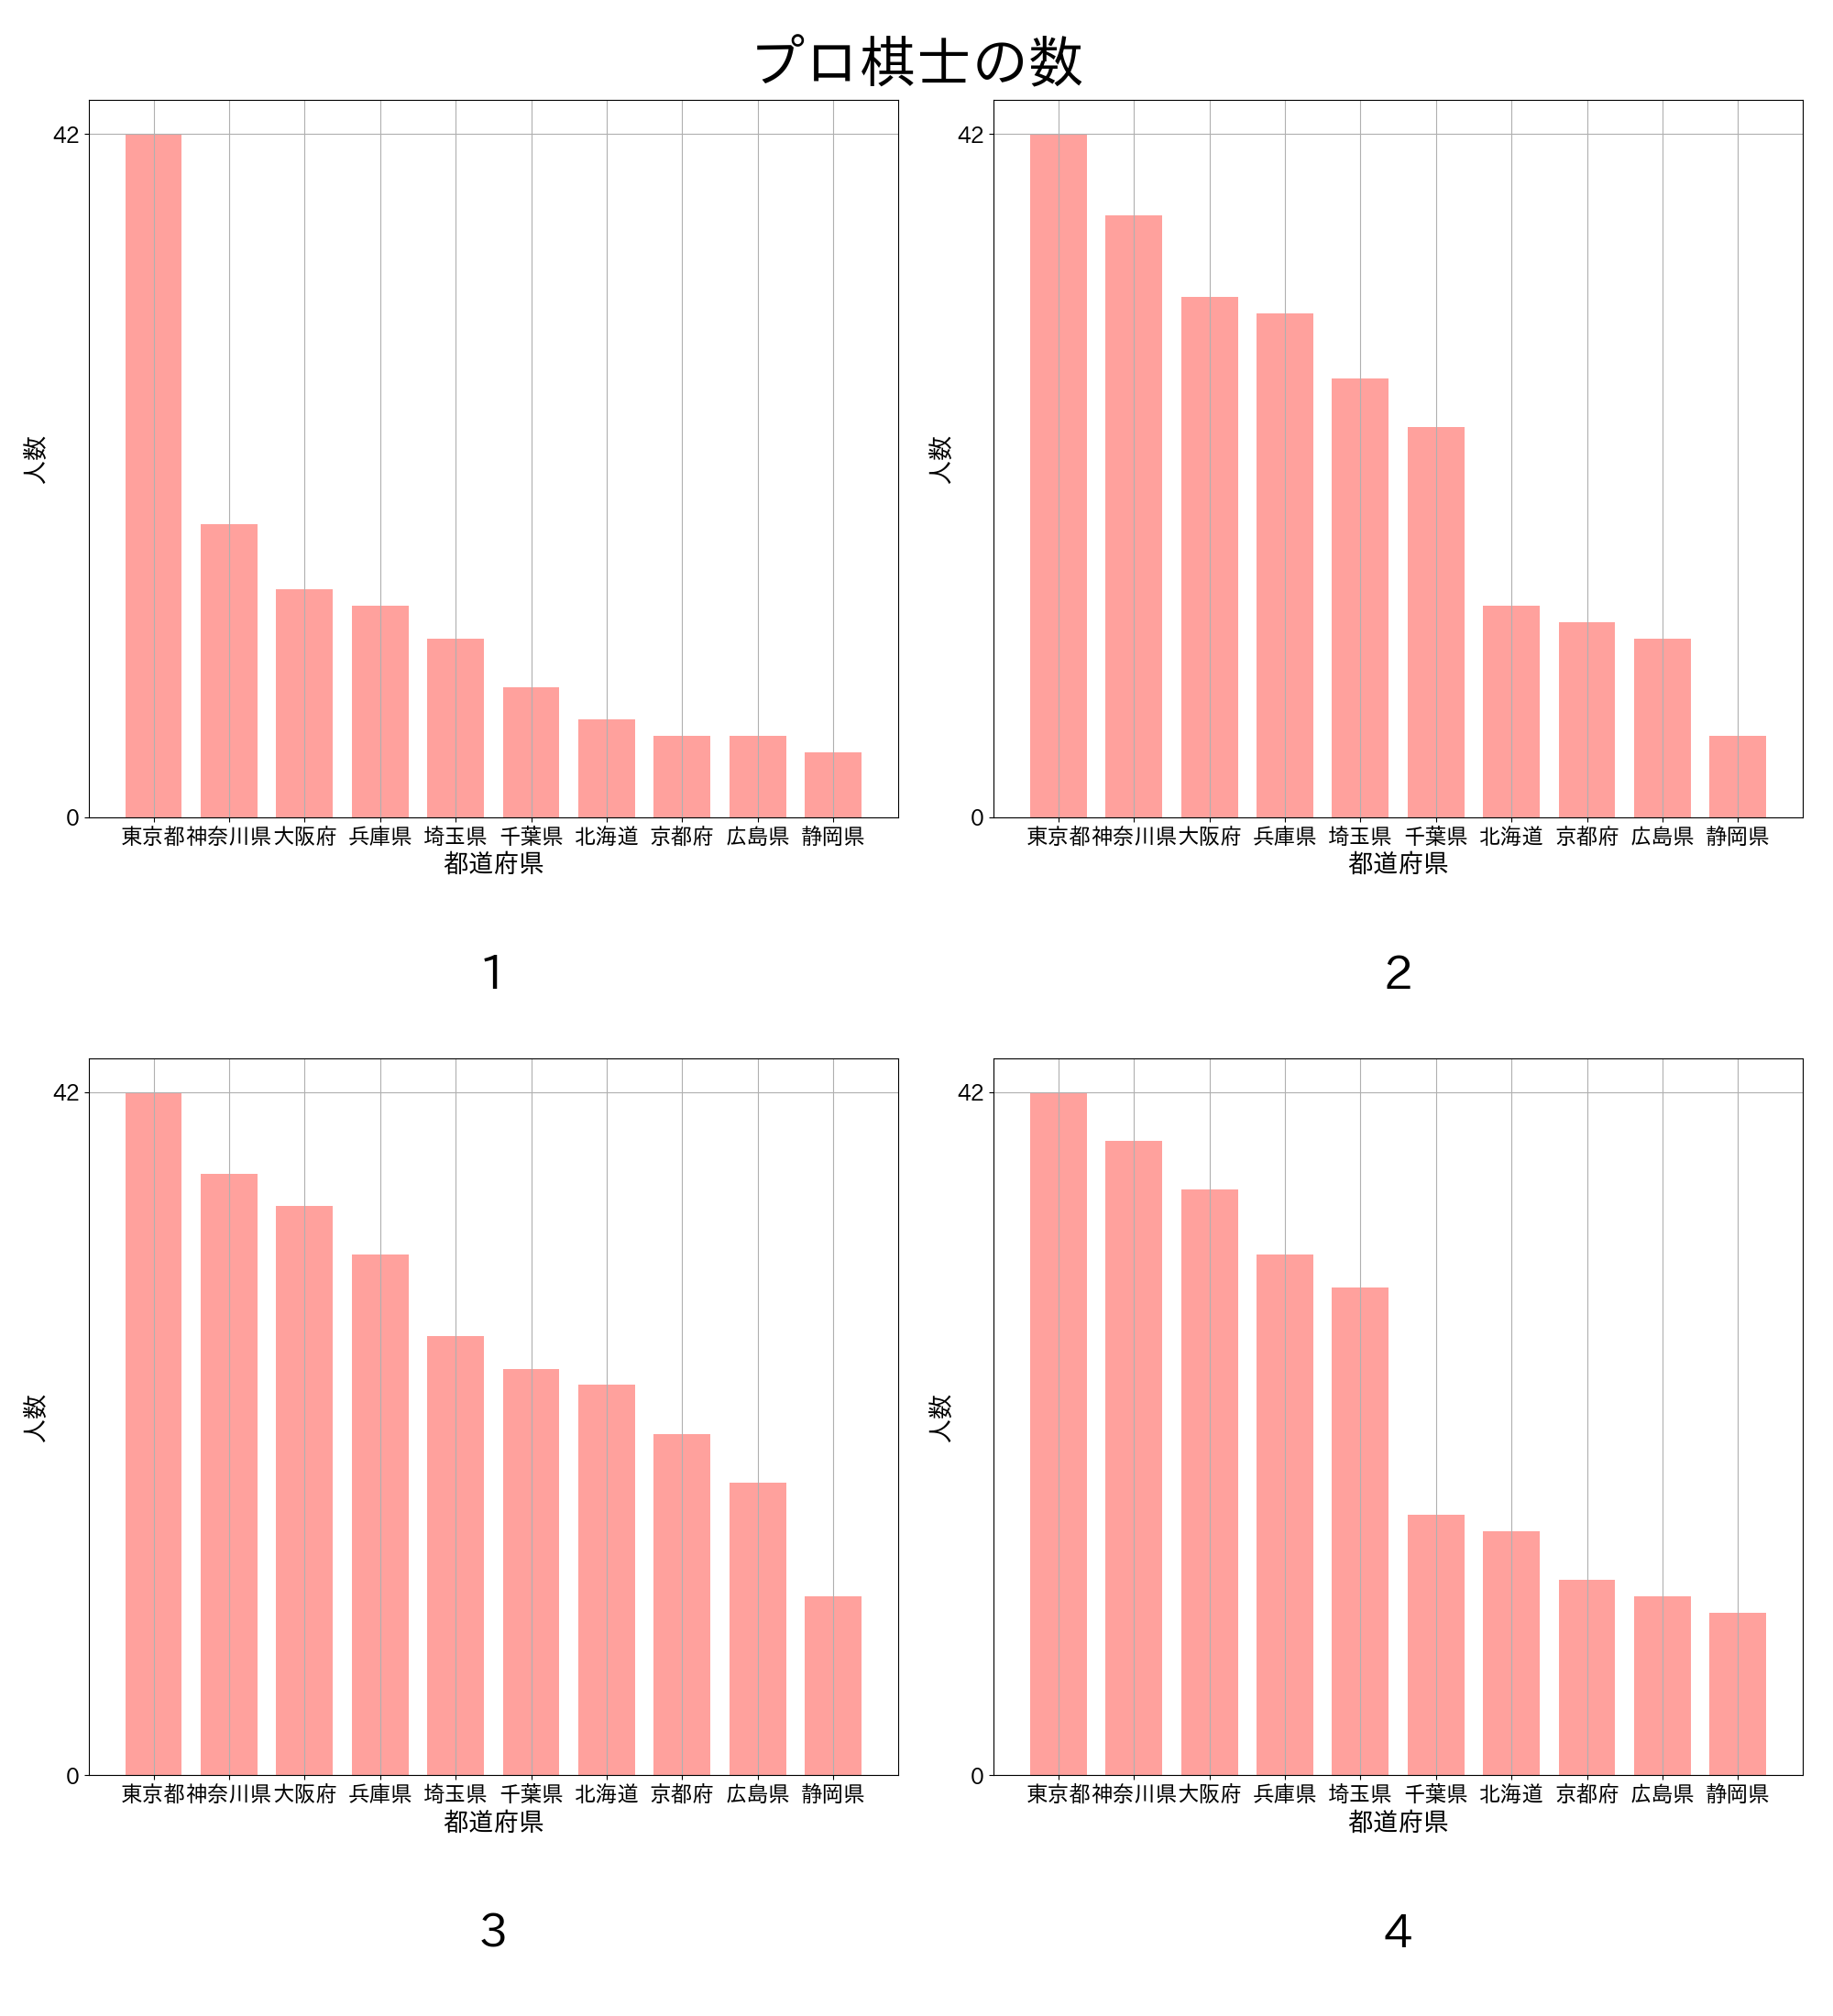 プロ棋士の数
42
0
人数
東京都 神奈川県 大阪府 兵庫県 埼玉県 千葉県 北海道 京都府 広島県 静岡県
都道府県
1
42
0
人数
東京都 神奈川県 大阪府 兵庫県 埼玉県 千葉県 北海道 京都府 広島県 静岡県
都道府県
2
42
0
人数
東京都 神奈川県 大阪府 兵庫県 埼玉県 千葉県 北海道 京都府 広島県 静岡県
都道府県
3
42
0
人数
東京都 神奈川県 大阪府 兵庫県 埼玉県 千葉県 北海道 京都府 広島県 静岡県
都道府県
4